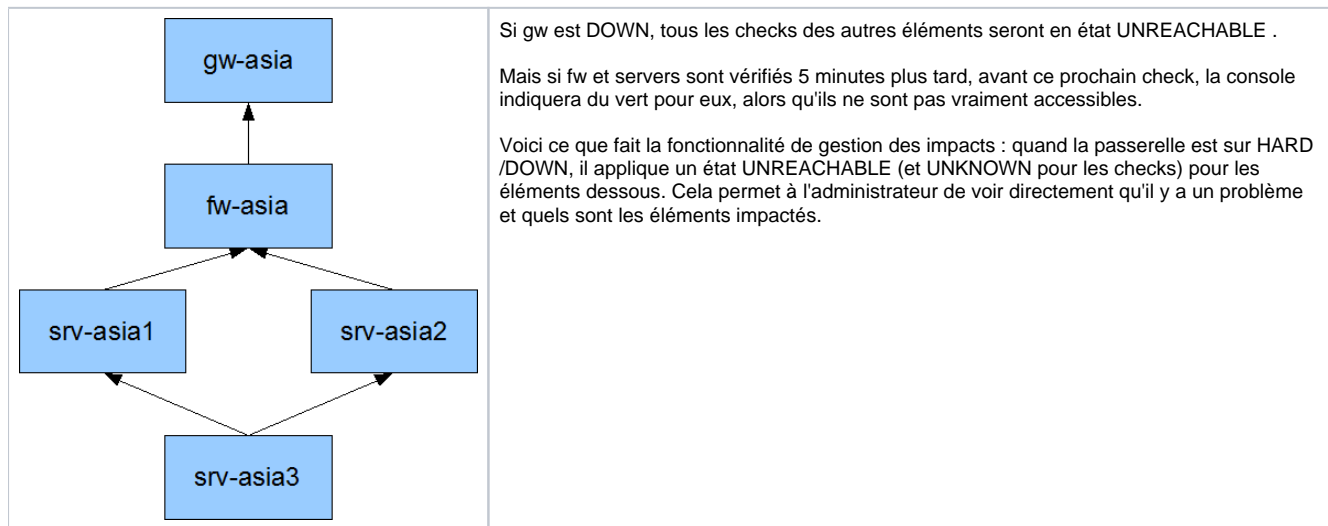 gw-asia
fw-asia
srv-asia1
srv-asia2
srv-asia3
Si gw est DOWN, tous les checks des autres éléments seront en état UNREACHABLE .
Mais si fw et servers sont vérifiés 5 minutes plus tard, avant ce prochain check, la console
indiquera du vert pour eux, alors qu'ils ne sont pas vraiment accessibles.
Voici ce que fait la fonctionnalité de gestion des impacts : quand la passerelle est sur HARD
/DOWN, il applique un état UNREACHABLE (et UNKNOWN pour les checks) pour les
éléments dessous. Cela permet à l'administrateur de voir directement qu'il y a un problème
et quels sont les éléments impactés.